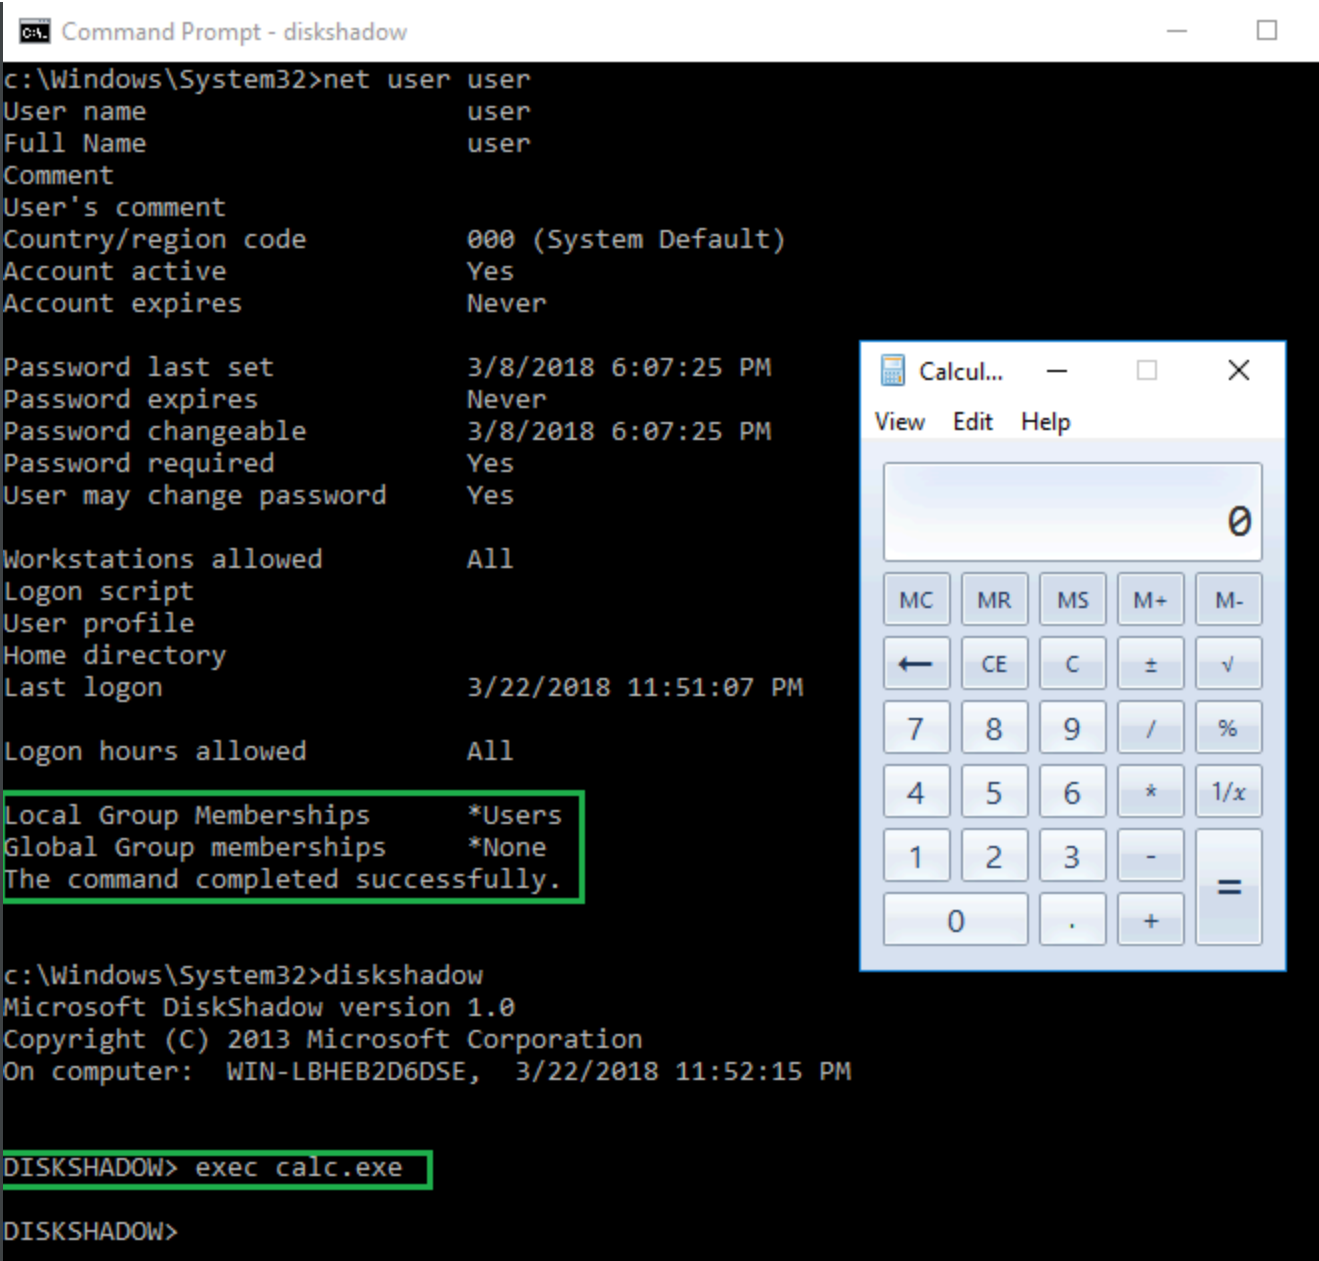 Command Prompt - diskshadow
c:\Windows\System32>net user user
User name                    user
Full Name                    user
Comment
User's comment
Country/region code          000 (System Default)
Account active               Yes
Account expires              Never
Password last set            3/8/2018 6:07:25 PM
Password expires             Never
Password changeable          3/8/2018 6:07:25 PM
Password required            Yes
User may change password     Yes
Workstations allowed         All
Logon script
User profile
Home directory
Last logon                   3/22/2018 11:51:07 PM
Logon hours allowed          All
Local Group Memberships      *Users
Global Group memberships     *None
The command completed successfully.
c:\Windows\System32>diskshadow
Microsoft DiskShadow version 1.0
Copyright (C) 2013 Microsoft Corporation
On computer:  WIN-LBHEB2D6DSE,  3/22/2018 11:52:15 PM
DISKSHADOW> exec calc.exe
DISKSHADOW>
Calcul...
View Edit Help
0
MC MR MS M+ M-
← CE C ± √
7 8 9 / %
4 5 6 * 1/x
1 2 3 - =
0 . +